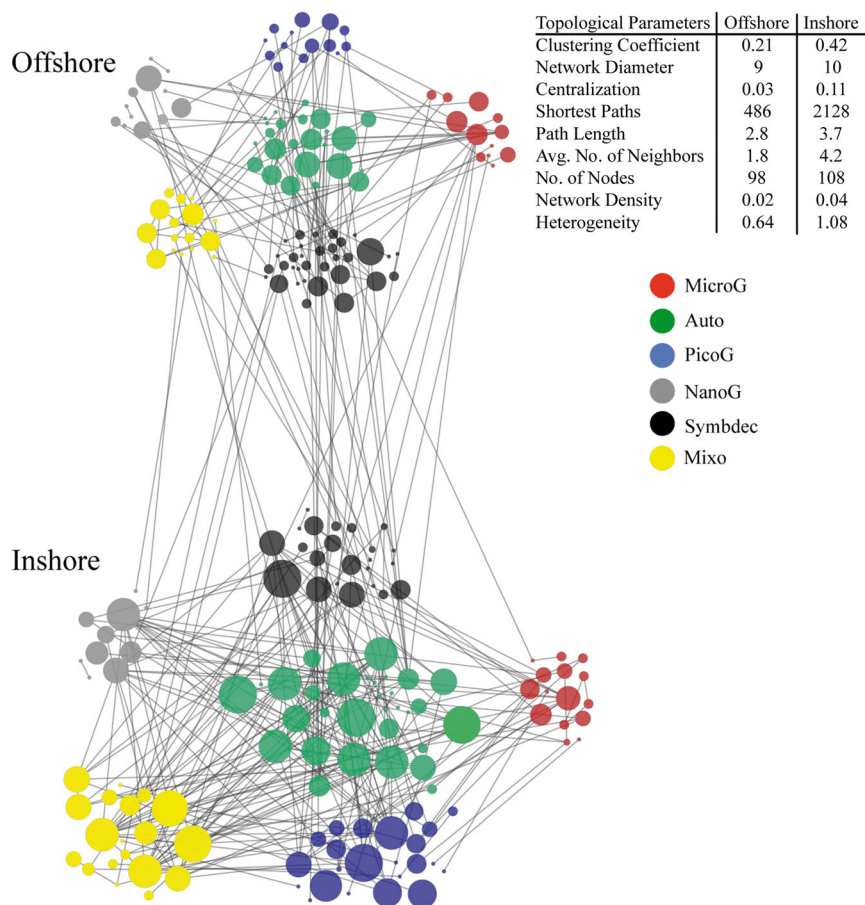 Topological Parameters Offshore Inshore
Clustering Coefficient 0.21 0.42
Network Diameter 9 10
Centralization 0.03 0.11
Shortest Paths 486 2128
Path Length 2.8 3.7
Avg. No. of Neighbors 1.8 4.2
No. of Nodes 98 108
Network Density 0.02 0.04
Heterogeneity 0.64 1.08
Offshore
MicroG
Auto
PicoG
NanoG
Symbdec
Mixo
Inshore